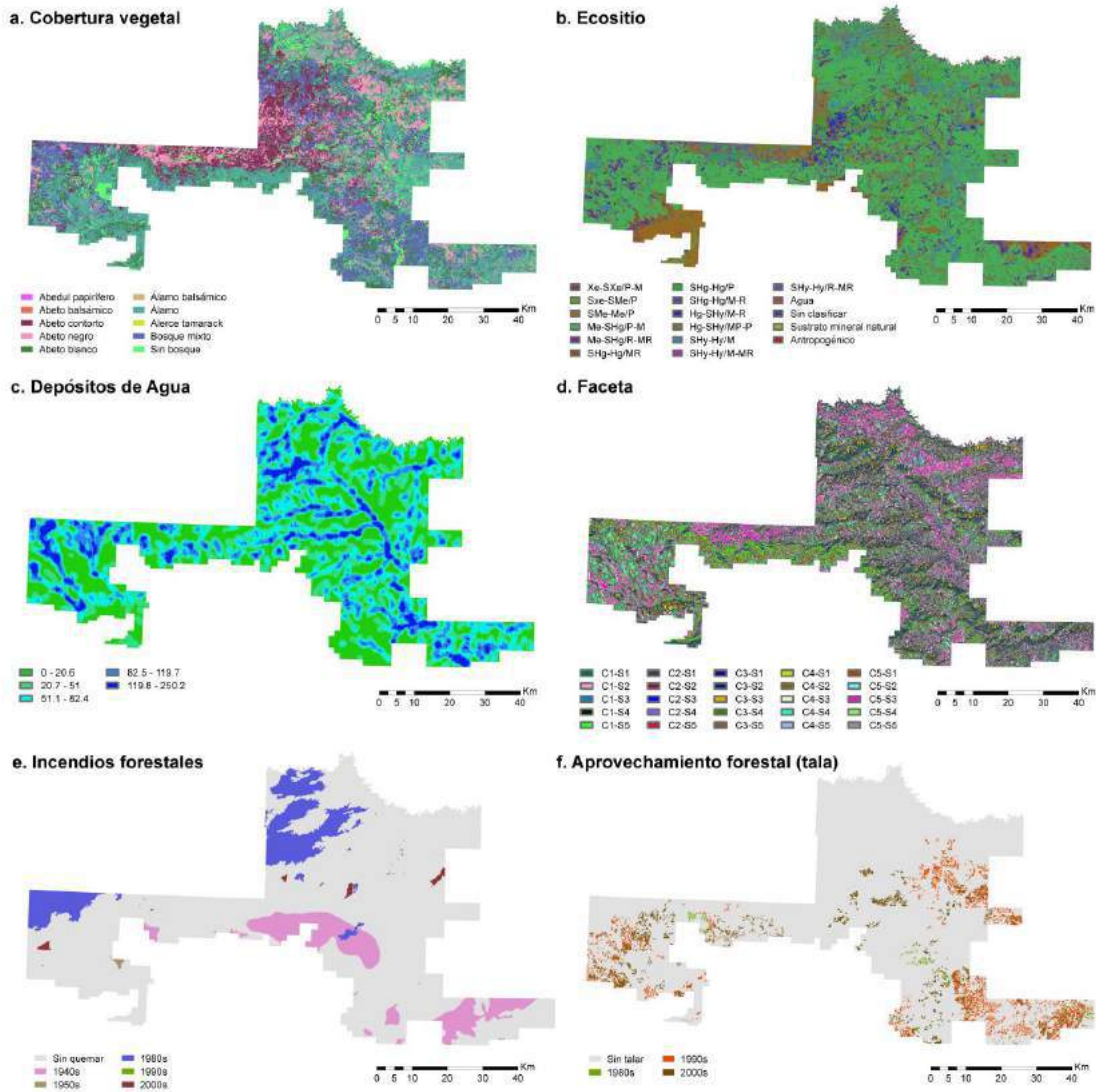 a. Cobertura vegetal
Abedul papirífero
Abeto balsámico
Abeto contorto
Abeto negro
Abeto blanco
Álamo balsámico
Álamo
Alerce tamarack
Bosque mixto
Sin bosque
Km
0 5 10 20 30 40
b. Ecositio
Xe-SXe/P-M
Sxe-SMe/P
SMe-Me/P
Me-SHg/P-M
Me-SHg/R-MR
SHg-Hg/MR
SHg-Hg/P
SHg-Hg/M-R
Hg-SHy/M-R
Hg-SHy/MP-P
SHy-Hy/M
SHy-Hy/M-MR
SHy-Hy/R-MR
Agua
Sin clasificar
Sustrato mineral natural
Antropogénico
Km
0 5 10 20 30 40
c. Depósitos de Agua
0 - 20.6
20.7 - 51
51.1 - 82.4
82.5 - 119.7
119.8 - 250.2
Km
0 5 10 20 30 40
d. Faceta
C1-S1
C1-S2
C1-S3
C1-S4
C1-S5
C2-S1
C2-S2
C2-S3
C2-S4
C2-S5
C3-S1
C3-S2
C3-S3
C3-S4
C3-S5
C4-S1
C4-S2
C4-S3
C4-S4
C4-S5
C5-S1
C5-S2
C5-S3
C5-S4
C5-S5
Km
0 5 10 20 30 40
e. Incendios forestales
Sin quemar
1940s
1950s
1980s
1990s
2000s
Km
0 5 10 20 30 40
f. Aprovechamiento forestal (tala)
Sin talar
1980s
1990s
2000s
Km
0 5 10 20 30 40